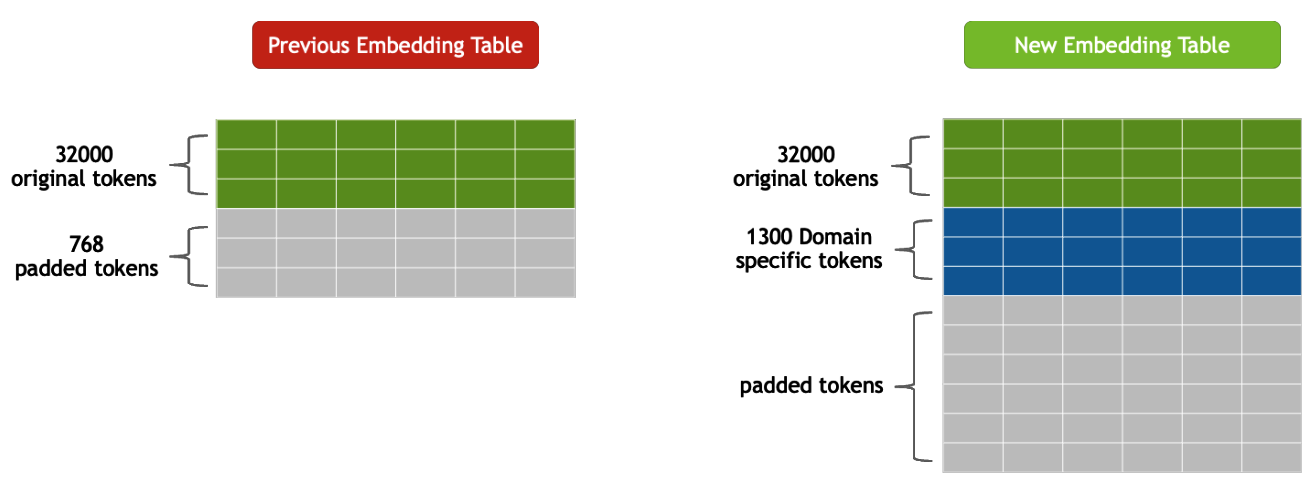 Previous Embedding Table
32000
original tokens
768
padded tokens
New Embedding Table
32000
original tokens
1300 Domain
specific tokens
padded tokens